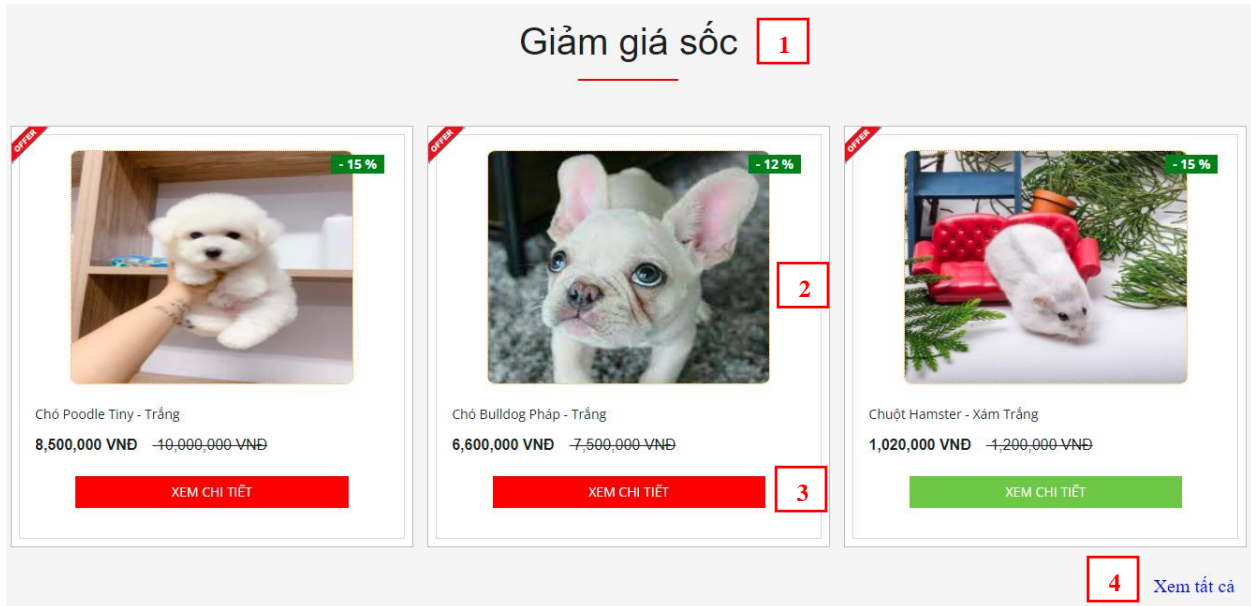 Giảm giá sốc 1
OFFER
- 15 %
OFFER
- 12 %
OFFER
- 15 %
2
Chó Poodle Tiny - Trắng
8,500,000 VNĐ 10,000,000 VNĐ
XEM CHI TIẾT
Chó Bulldog Pháp - Trắng
6,600,000 VNĐ 7,500,000 VNĐ
XEM CHI TIẾT
3
Chuột Hamster - Xám Trắng
1,020,000 VNĐ 1,200,000 VNĐ
XEM CHI TIẾT
4 Xem tất cả